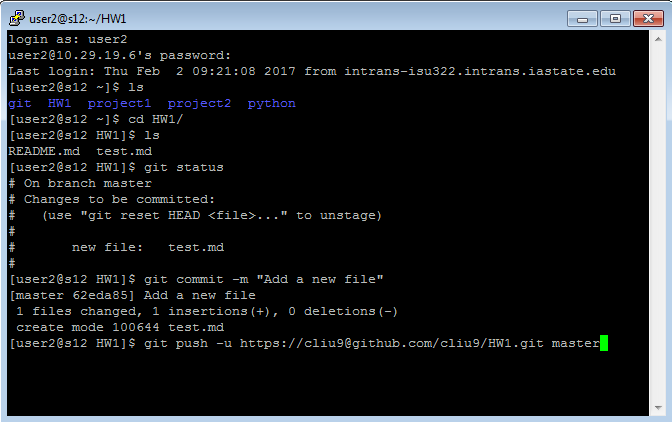 user2@s12:~/HW1
login as: user2
user2@10.29.19.6's password:
Last login: Thu Feb  2 09:21:08 2017 from intrans-isu322.intrans.iastate.edu
[user2@s12 ~]$ ls
git  HW1  project1  project2  python
[user2@s12 ~]$ cd HW1/
[user2@s12 HW1]$ ls
README.md  test.md
[user2@s12 HW1]$ git status
# On branch master
# Changes to be committed:
#   (use "git reset HEAD <file>..." to unstage)
#
#       new file:   test.md
#
[user2@s12 HW1]$ git commit -m "Add a new file"
[master 62eda85] Add a new file
 1 files changed, 1 insertions(+), 0 deletions(-)
 create mode 100644 test.md
[user2@s12 HW1]$ git push -u https://cliu9@github.com/cliu9/HW1.git master